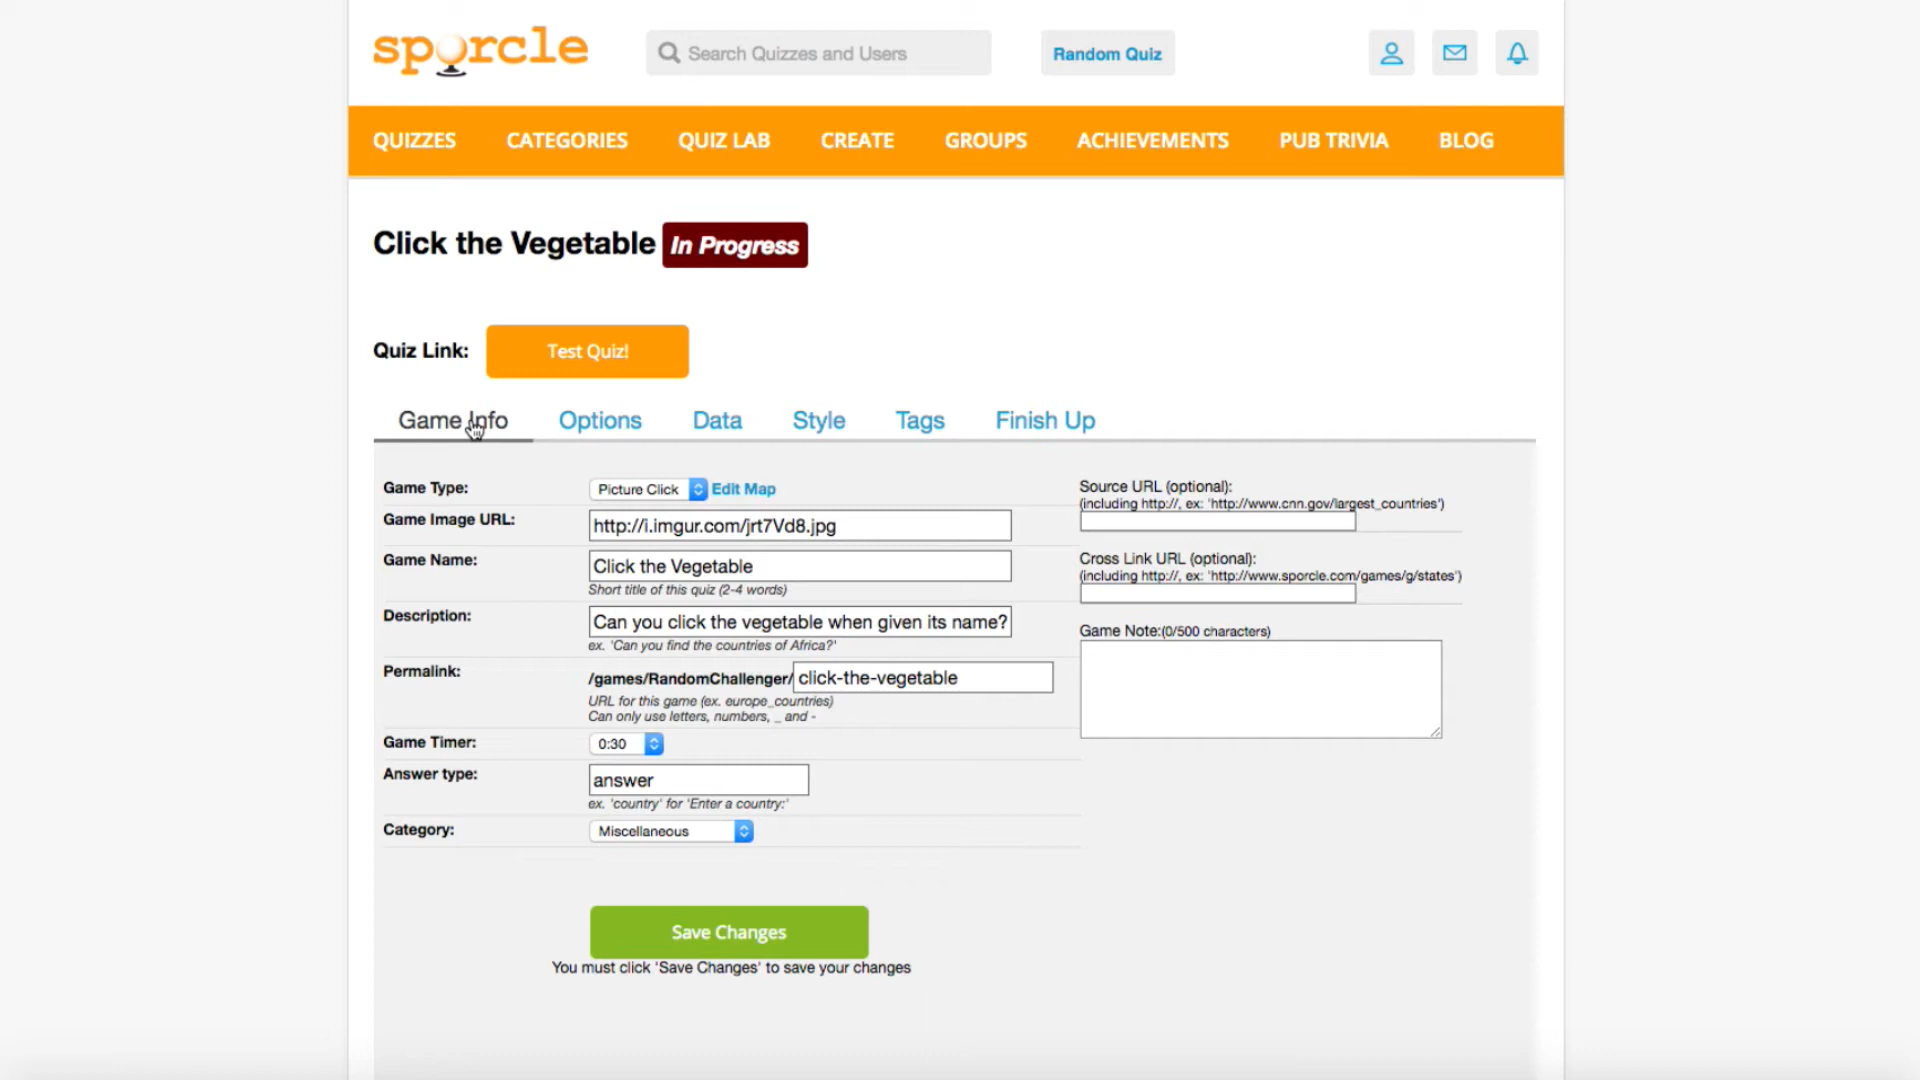 sporcle
Search Quizzes and Users
Random Quiz
QUIZZES CATEGORIES QUIZ LAB CREATE GROUPS ACHIEVEMENTS PUB TRIVIA BLOG
Click the Vegetable In Progress
Quiz Link: Test Quiz!
Game Info Options Data Style Tags Finish Up
Game Type: Picture Click Edit Map
Game Image URL: http://i.imgur.com/jrt7Vd8.jpg
Game Name: Click the Vegetable
Short title of this quiz (2-4 words)
Description: Can you click the vegetable when given its name?
ex. 'Can you find the countries of Africa?'
Permalink: /games/RandomChallenger/ click-the-vegetable
URL for this game (ex. europe_countries)
Can only use letters, numbers, _ and -
Game Timer: 0:30
Answer type: answer
ex. 'country' for 'Enter a country:'
Category: Miscellaneous
Source URL (optional):
(including http://, ex: 'http://www.cnn.gov/largest_countries')
Cross Link URL (optional):
(including http://, ex: 'http://www.sporcle.com/games/g/states')
Game Note:(0/500 characters)
Save Changes
You must click 'Save Changes' to save your changes